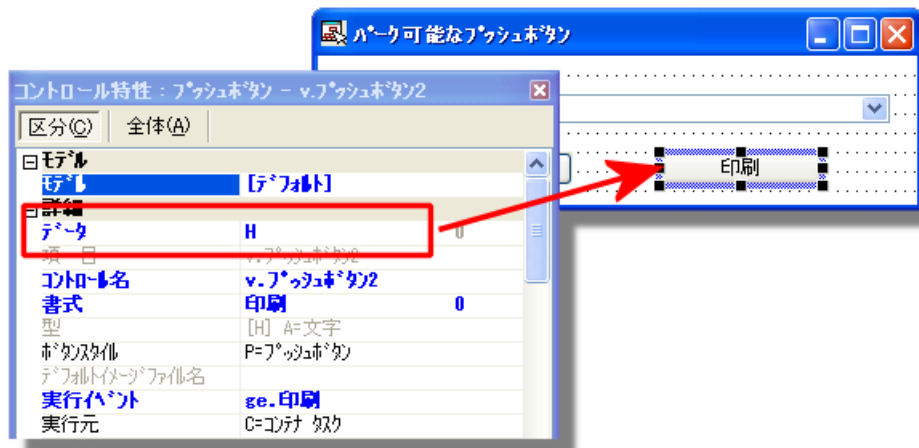 ﾊﾟｰｸ可能なﾌﾟｯｼｭﾎﾞﾀﾝ
コントロール特性：ﾌﾟｯｼｭﾎﾞﾀﾝ - v.ﾌﾟｯｼｭﾎﾞﾀﾝ2
区分(C) 全体(A)
ﾓﾃﾞﾙ
ﾓﾃﾞﾙ [ﾃﾞﾌｫﾙﾄ]
詳細
ﾃﾞｰﾀ H 0
項目 v.ﾌﾟｯｼｭﾎﾞﾀﾝ2
ｺﾝﾄﾛｰﾙ名 v.ﾌﾟｯｼｭﾎﾞﾀﾝ2
書式 印刷 0
型 [H] A=文字
ﾎﾞﾀﾝｽﾀｲﾙ P=ﾌﾟｯｼｭﾎﾞﾀﾝ
ﾃﾞﾌｫﾙﾄｲﾒｰｼﾞﾌｧｲﾙ名
実行ｲﾍﾞﾝﾄ ge.印刷
実行元 C=ｺﾝﾃﾅ ﾀｽｸ
印刷